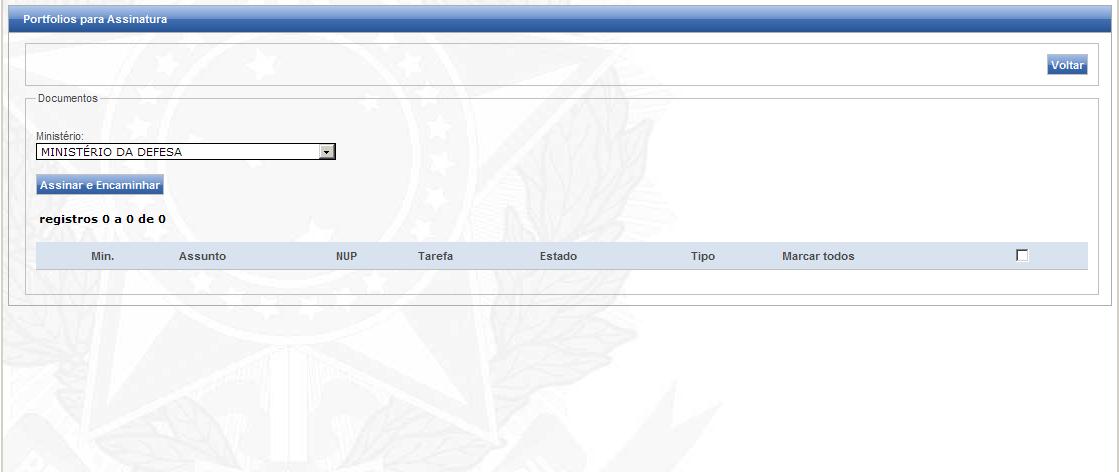 Portfolios para Assinatura
Voltar
Documentos
Ministério:
MINISTÉRIO DA DEFESA
Assinar e Encaminhar
registros 0 a 0 de 0
Min. Assunto NUP Tarefa Estado Tipo Marcar todos